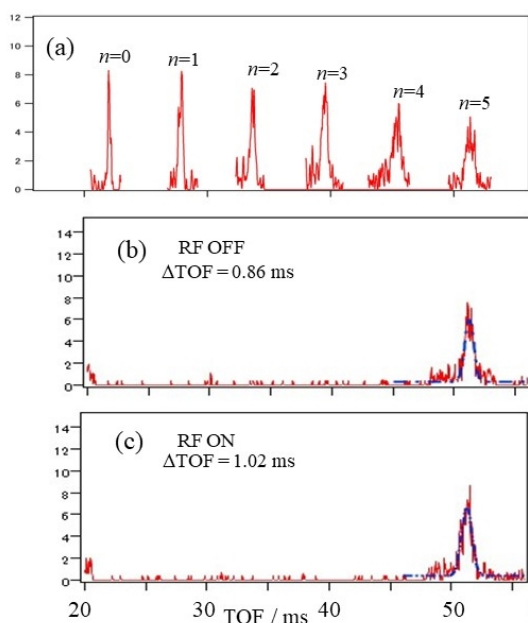 12
10
8
6
4
2
0
(a)
n=0
n=1
n=2
n=3
n=4
n=5
14
12
10
8
6
4
2
0
(b)
RF OFF
ΔTOF = 0.86 ms
14
12
10
8
6
4
2
0
(c)
RF ON
ΔTOF = 1.02 ms
20 30 40 50
TOF / ms